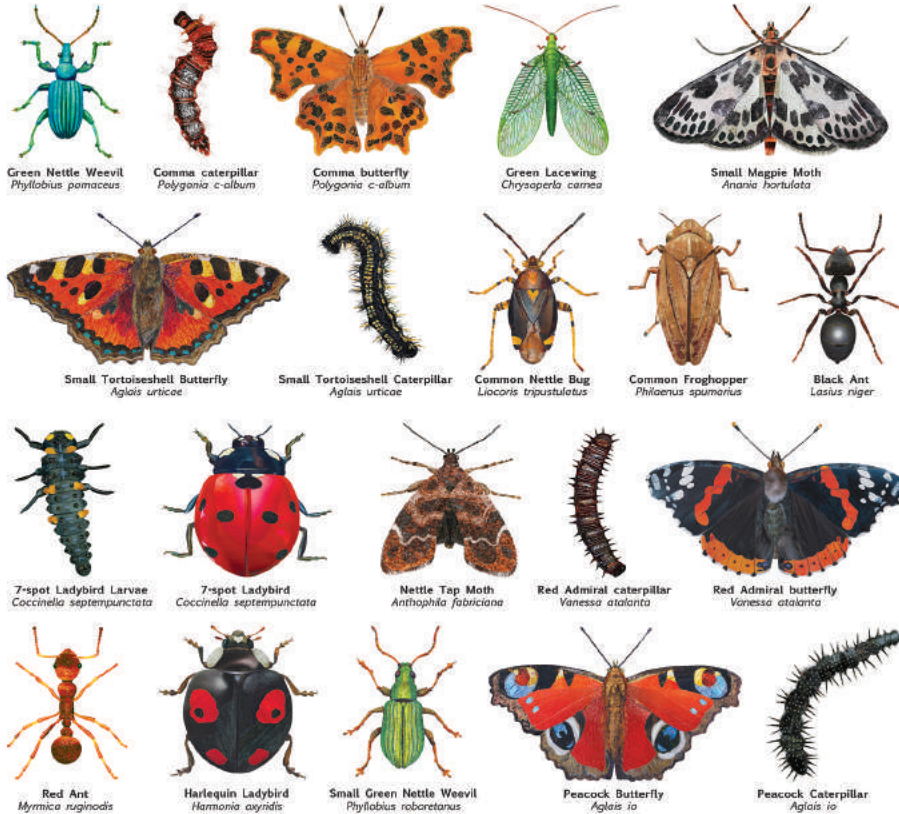 Green Nettle Weevil
Phyllobius pomaceus
Comma caterpillar
Polygonia c-album
Comma butterfly
Polygonia c-album
Green Lacewing
Chrysoperla carnea
Small Magpie Moth
Anania hortulata
Small Tortoiseshell Butterfly
Aglais urticae
Small Tortoiseshell Caterpillar
Aglais urticae
Common Nettle Bug
Liocoris tripustulatus
Common Froghopper
Philaenus spumarius
Black Ant
Lasius niger
7-spot Ladybird Larvae
Coccinella septempunctata
7-spot Ladybird
Coccinella septempunctata
Nettle Tap Moth
Anthophila fabriciana
Red Admiral caterpillar
Vanessa atalanta
Red Admiral butterfly
Vanessa atalanta
Red Ant
Myrmica ruginodis
Harlequin Ladybird
Harmonia axyridis
Small Green Nettle Weevil
Phyllobius roboretanus
Peacock Butterfly
Aglais io
Peacock Caterpillar
Aglais io